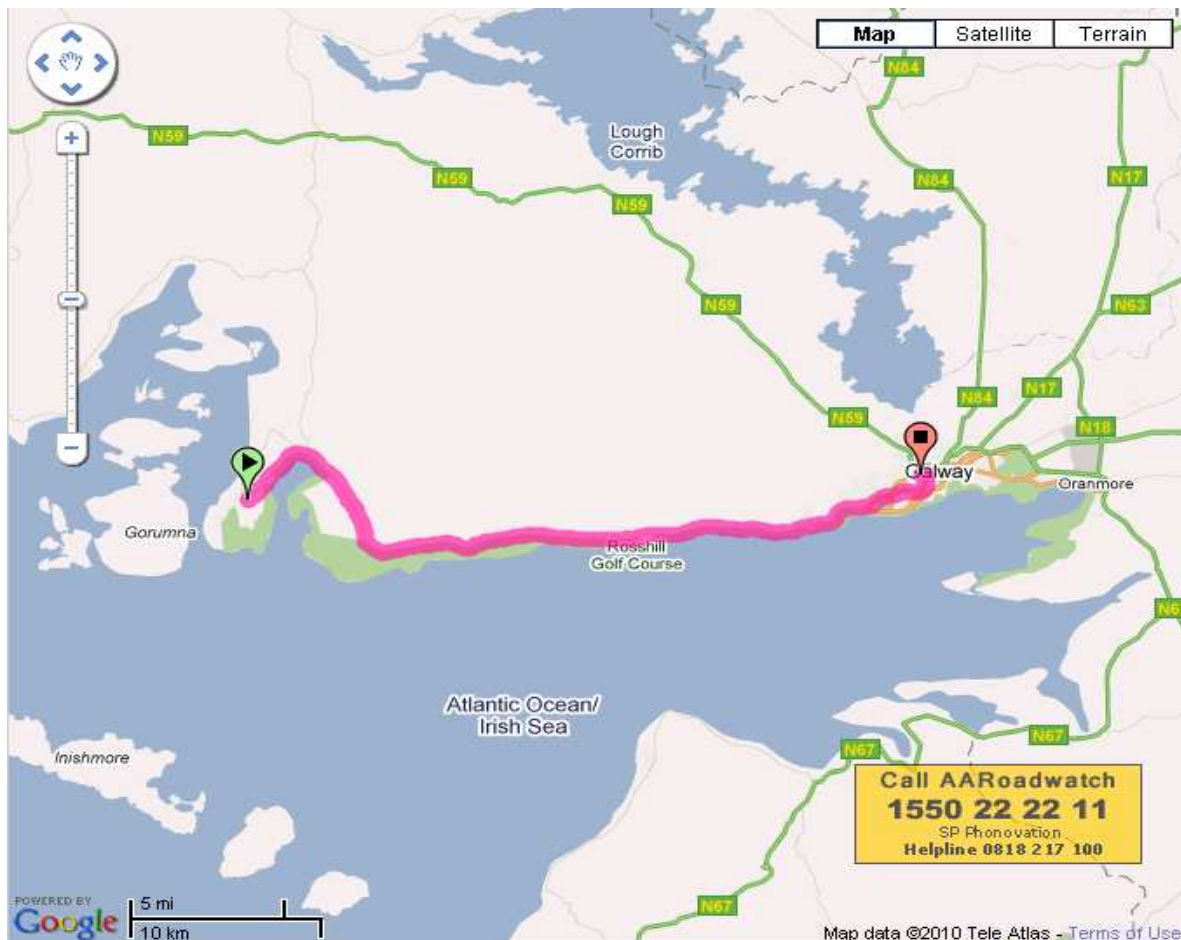 Map
Satellite
Terrain
N84
N59
Lough
Corrib
N59
N84
N17
N59
N59
N63
N17
N84
N59
N18
Galway
Oranmore
Gorumna
Rosshill
Golf Course
N67
Atlantic Ocean/
Irish Sea
N67
N67
Inishmore
Call AARoadwatch
1550 22 22 11
SP Phonovation
Helpline 0818 217 100
POWERED BY
Google
5 mi
10 km
N67
Map data ©2010 Tele Atlas - Terms of Use